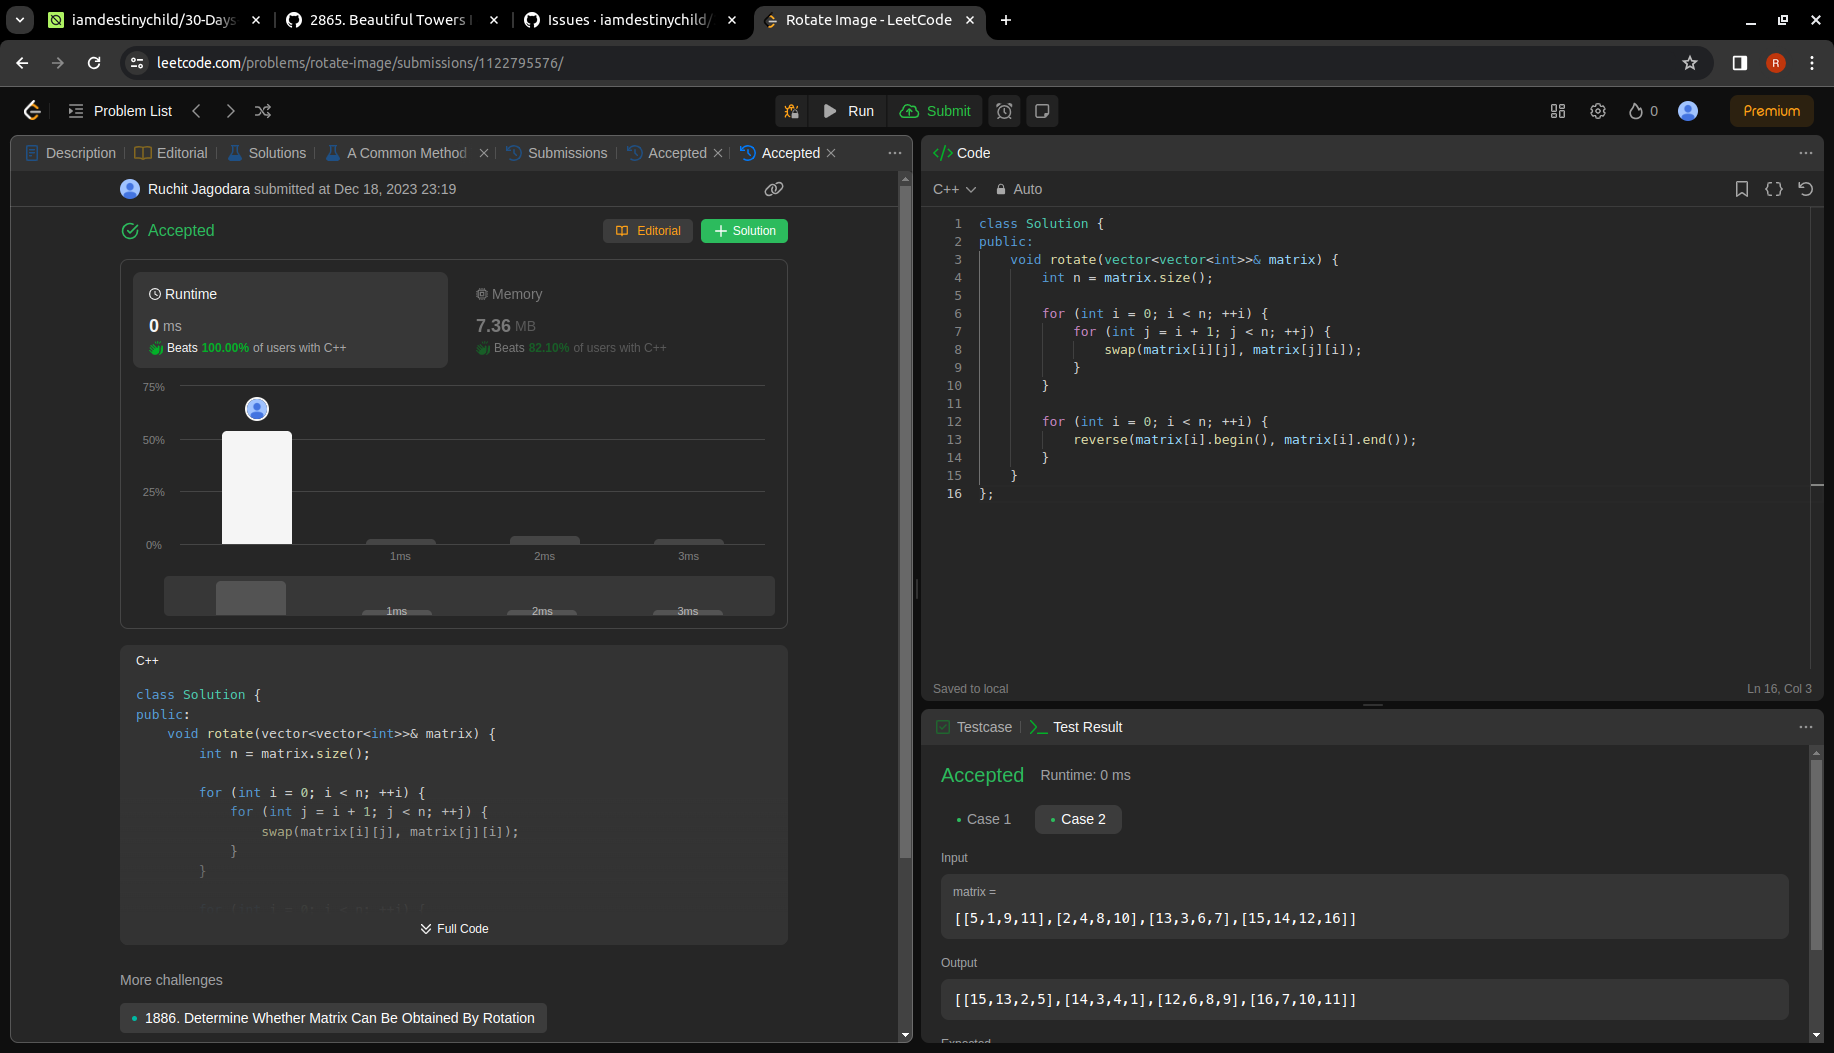 iamdestinychild/30-Days
2865. Beautiful Towers I
Issues · iamdestinychild/
Rotate Image - LeetCode
leetcode.com/problems/rotate-image/submissions/1122795576/
R
Problem List
Run
Submit
0
Premium
Description
Editorial
Solutions
A Common Method
Submissions
Accepted
Accepted
Ruchit Jagodara submitted at Dec 18, 2023 23:19
Accepted
Editorial
Solution
Runtime
0 ms
Beats 100.00% of users with C++
Memory
7.36 MB
Beats 82.10% of users with C++
75%
50%
25%
0%
1ms
2ms
3ms
1ms
2ms
3ms
C++
class Solution {
public:
    void rotate(vector<vector<int>>& matrix) {
        int n = matrix.size();
        for (int i = 0; i < n; ++i) {
            for (int j = i + 1; j < n; ++j) {
                swap(matrix[i][j], matrix[j][i]);
            }
        }
Full Code
More challenges
1886. Determine Whether Matrix Can Be Obtained By Rotation
</> Code
C++
Auto
1 class Solution {
2 public:
3     void rotate(vector<vector<int>>& matrix) {
4         int n = matrix.size();
5
6         for (int i = 0; i < n; ++i) {
7             for (int j = i + 1; j < n; ++j) {
8                 swap(matrix[i][j], matrix[j][i]);
9             }
10         }
11
12         for (int i = 0; i < n; ++i) {
13             reverse(matrix[i].begin(), matrix[i].end());
14         }
15     }
16 };
Saved to local
Ln 16, Col 3
Testcase
Test Result
Accepted
Runtime: 0 ms
Case 1
Case 2
Input
matrix =
[[5,1,9,11],[2,4,8,10],[13,3,6,7],[15,14,12,16]]
Output
[[15,13,2,5],[14,3,4,1],[12,6,8,9],[16,7,10,11]]
Expected